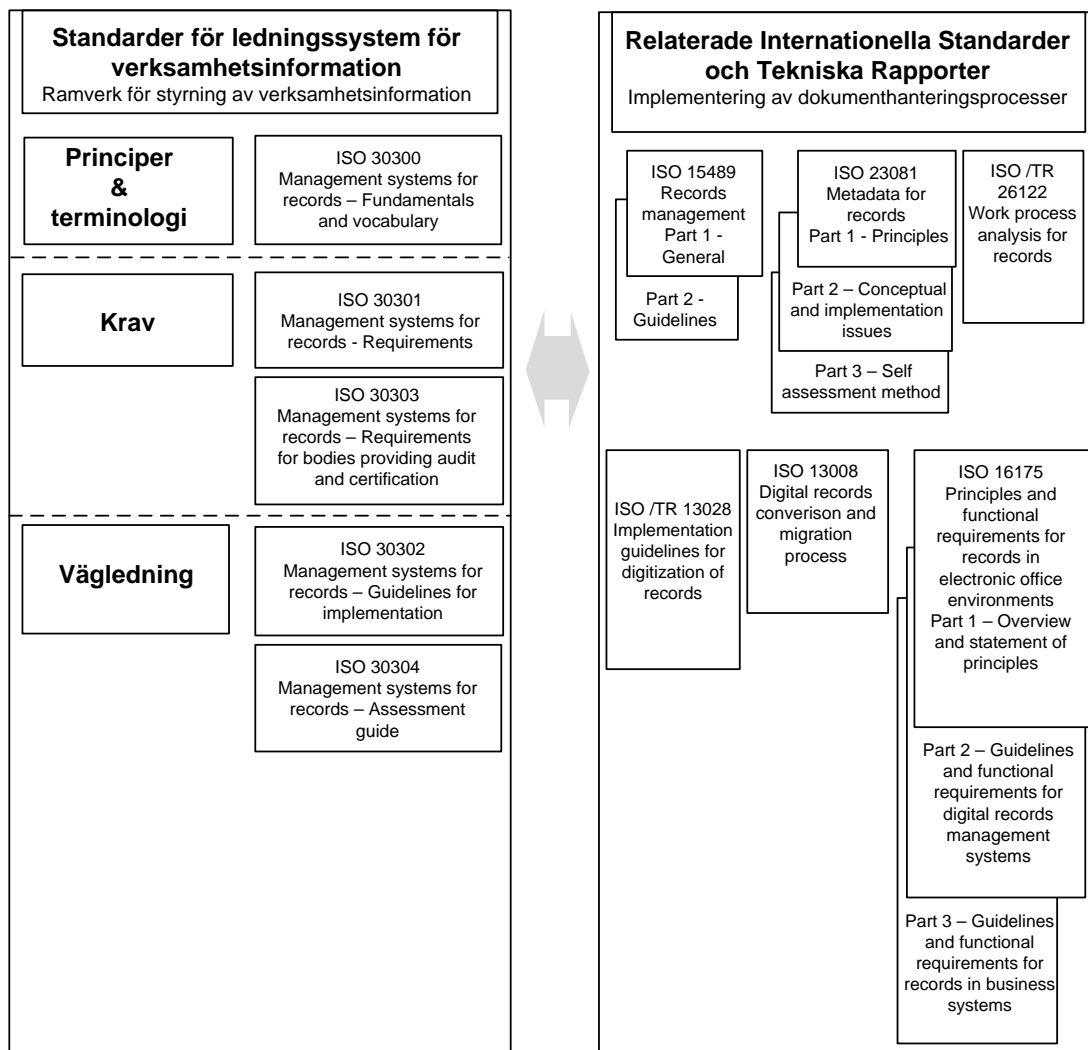 Standarder för ledningssystem för
verksamhetsinformation
Ramverk för styrning av verksamhetsinformation
Principer
&
terminologi
ISO 30300
Management systems for
records – Fundamentals
and vocabulary
Krav
ISO 30301
Management systems for
records - Requirements
ISO 30303
Management systems for
records – Requirements
for bodies providing audit
and certification
Vägledning
ISO 30302
Management systems for
records – Guidelines for
implementation
ISO 30304
Management systems for
records – Assessment
guide
Relaterade Internationella Standarder
och Tekniska Rapporter
Implementering av dokumenthanteringsprocesser
ISO 15489
Records
management
Part 1 -
General
Part 2 -
Guidelines
ISO 23081
Metadata for
records
Part 1 - Principles
Part 2 – Conceptual
and implementation
issues
Part 3 – Self
assessment method
ISO /TR
26122
Work process
analysis for
records
ISO /TR 13028
Implementation
guidelines for
digitization of
records
ISO 13008
Digital records
converison and
migration
process
ISO 16175
Principles and
functional
requirements for
records in
electronic office
environments
Part 1 – Overview
and statement of
principles
Part 2 – Guidelines
and functional
requirements for
digital records
management
systems
Part 3 – Guidelines
and functional
requirements for
records in business
systems